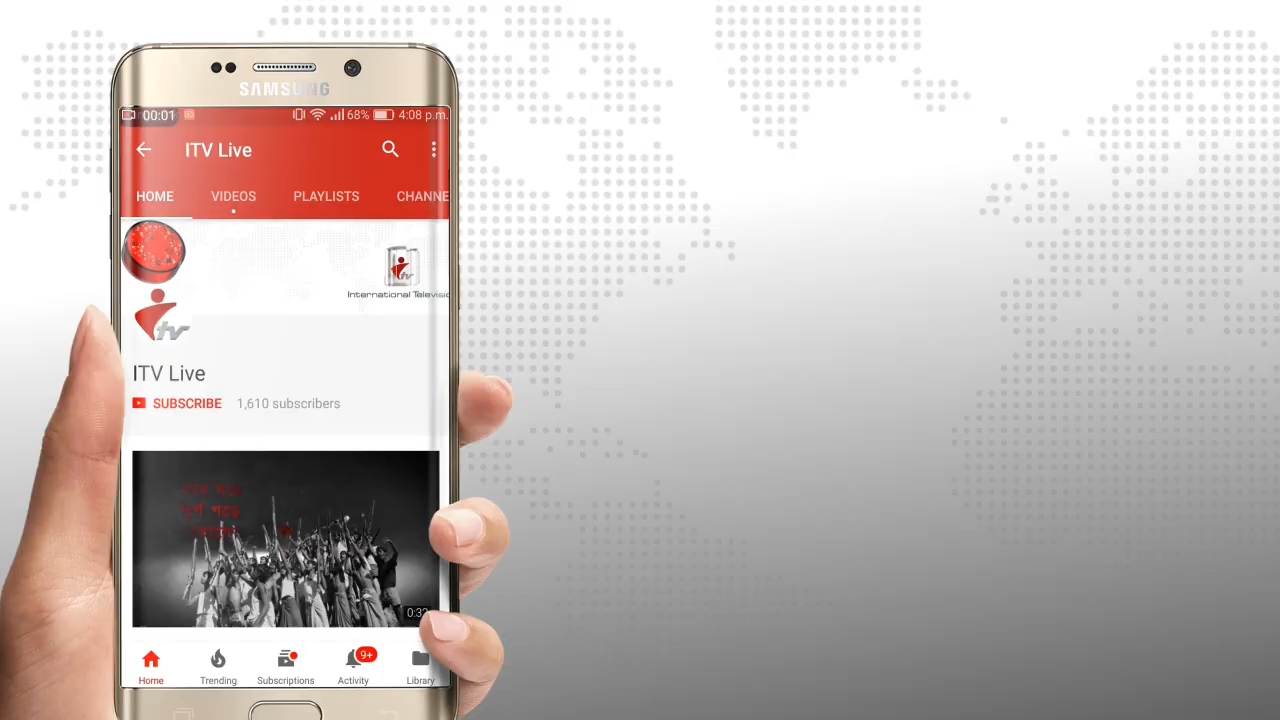 SAMSUNG
00:01
68%
4:08 p.m.
ITV Live
HOME
VIDEOS
PLAYLISTS
CHANNE
tv
International Televisio
tv
ITV Live
SUBSCRIBE
1,610 subscribers
0:32
Home
Trending
Subscriptions
9+
Activity
Library